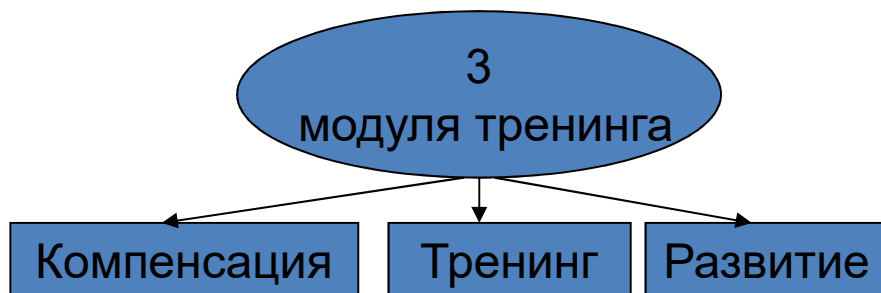 3
модуля тренинга
Компенсация
Тренинг
Развитие